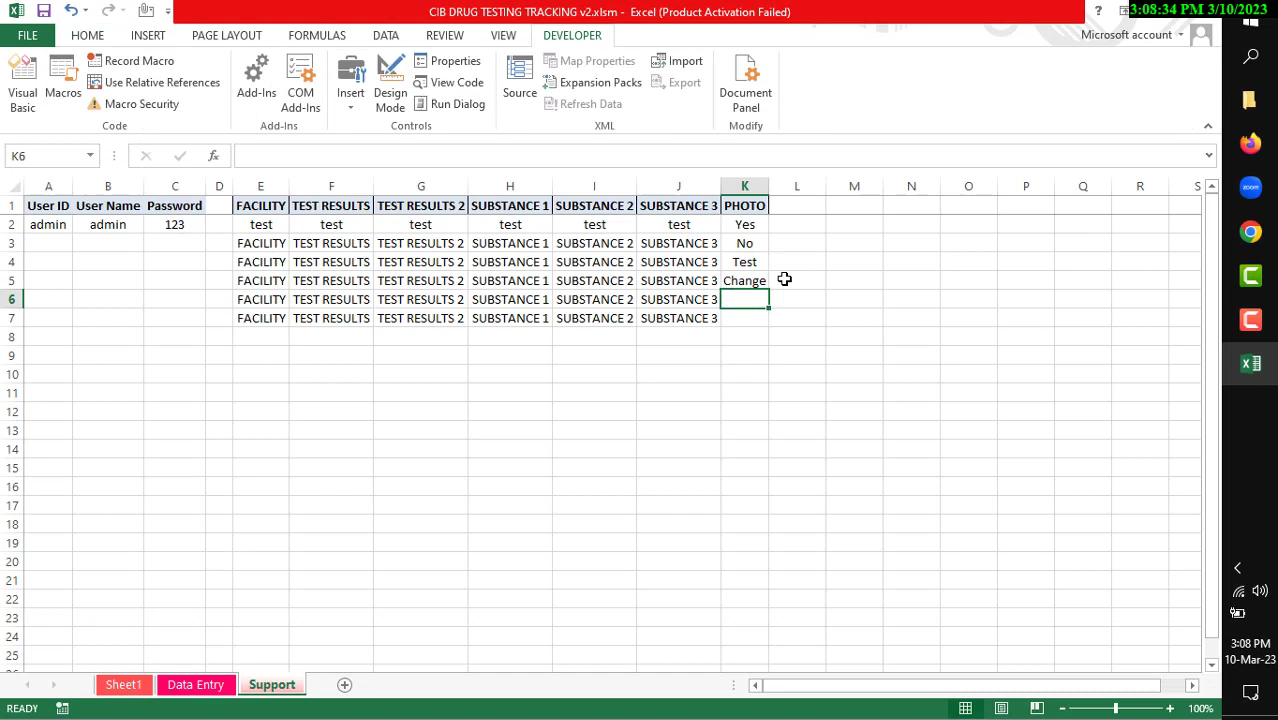 CIB DRUG TESTING TRACKING v2.xlsm - Excel (Product Activation Failed)
3:08:34 PM 3/10/2023
FILE HOME INSERT PAGE LAYOUT FORMULAS DATA REVIEW VIEW DEVELOPER Microsoft account
Visual Basic
Macros
Record Macro
Use Relative References
Macro Security
Code
Add-Ins
COM Add-Ins
Add-Ins
Insert
Design Mode
Properties
View Code
Run Dialog
Controls
Source
Map Properties
Expansion Packs
Refresh Data
Import
Export
XML
Document Panel
Modify
K6
fx
A B C D E F G H I J K L M N O P Q R S
1 User ID User Name Password FACILITY TEST RESULTS TEST RESULTS 2 SUBSTANCE 1 SUBSTANCE 2 SUBSTANCE 3 PHOTO
2 admin admin 123 test test test test test test Yes
3 FACILITY TEST RESULTS TEST RESULTS 2 SUBSTANCE 1 SUBSTANCE 2 SUBSTANCE 3 No
4 FACILITY TEST RESULTS TEST RESULTS 2 SUBSTANCE 1 SUBSTANCE 2 SUBSTANCE 3 Test
5 FACILITY TEST RESULTS TEST RESULTS 2 SUBSTANCE 1 SUBSTANCE 2 SUBSTANCE 3 Change
6 FACILITY TEST RESULTS TEST RESULTS 2 SUBSTANCE 1 SUBSTANCE 2 SUBSTANCE 3
7 FACILITY TEST RESULTS TEST RESULTS 2 SUBSTANCE 1 SUBSTANCE 2 SUBSTANCE 3
8
9
10
11
12
13
14
15
16
17
18
19
20
21
22
23
24
25
Sheet1 Data Entry Support
READY 100%
zoom
3:08 PM
10-Mar-23